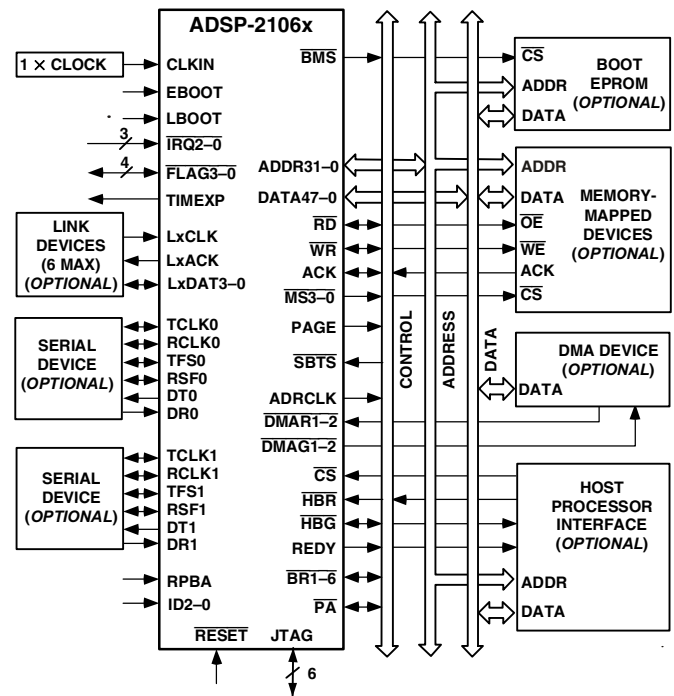 ADSP-2106x
1 × CLOCK
CLKIN
EBOOT
LBOOT
3
IRQ2–0
4
FLAG3–0
TIMEXP
LINK
DEVICES
(6 MAX)
(OPTIONAL)
LxCLK
LxACK
LxDAT3–0
SERIAL
DEVICE
(OPTIONAL)
TCLK0
RCLK0
TFS0
RSF0
DT0
DR0
SERIAL
DEVICE
(OPTIONAL)
TCLK1
RCLK1
TFS1
RSF1
DT1
DR1
RPBA
ID2–0
RESET
JTAG
6
BMS
ADDR31–0
DATA47–0
RD
WR
ACK
MS3–0
PAGE
SBTS
ADRCLK
DMAR1–2
DMAG1–2
CS
HBR
HBG
REDY
BR1–6
PA
CONTROL
ADDRESS
DATA
CS
ADDR
DATA
BOOT
EPROM
(OPTIONAL)
ADDR
DATA
OE
WE
ACK
CS
MEMORY-
MAPPED
DEVICES
(OPTIONAL)
DMA DEVICE
(OPTIONAL)
DATA
HOST
PROCESSOR
INTERFACE
(OPTIONAL)
ADDR
DATA